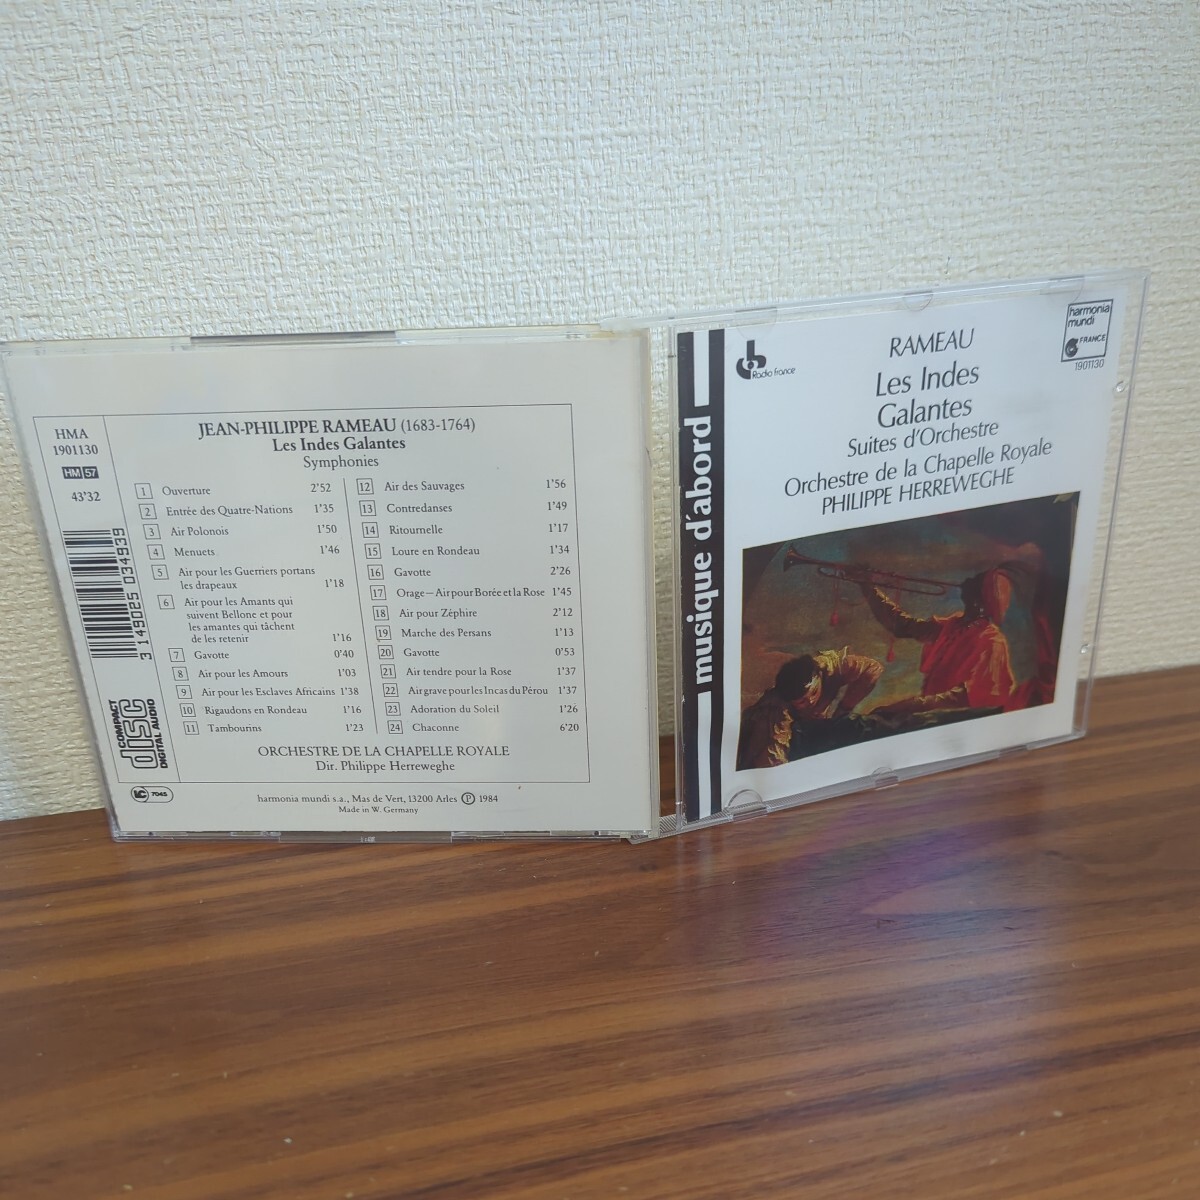 HMA
1901130
HM 57
43'32
3 149025 034939
COMPACT
disc
DIGITAL AUDIO
LC 7045
JEAN-PHILIPPE RAMEAU (1683-1764)
Les Indes Galantes
Symphonies
1 Ouverture 2'52
2 Entrée des Quatre-Nations 1'35
3 Air Polonois 1'50
4 Menuets 1'46
5 Air pour les Guerriers portans
les drapeaux 1'18
6 Air pour les Amants qui
suivent Bellone et pour
les amantes qui tâchent
de les retenir 1'16
7 Gavotte 0'40
8 Air pour les Amours 1'03
9 Air pour les Esclaves Africains 1'38
10 Rigaudons en Rondeau 1'16
11 Tambourins 1'23
12 Air des Sauvages 1'56
13 Contredanses 1'49
14 Ritournelle 1'17
15 Loure en Rondeau 1'34
16 Gavotte 2'26
17 Orage — Air pour Borée et la Rose 1'45
18 Air pour Zéphire 2'12
19 Marche des Persans 1'13
20 Gavotte 0'53
21 Air tendre pour la Rose 1'37
22 Air grave pour les Incas du Pérou 1'37
23 Adoration du Soleil 1'26
24 Chaconne 6'20
ORCHESTRE DE LA CHAPELLE ROYALE
Dir. Philippe Herreweghe
harmonia mundi s.a., Mas de Vert, 13200 Arles Ⓟ 1984
Made in W. Germany
musique d'abord
Radio france
RAMEAU
Les Indes
Galantes
Suites d'Orchestre
Orchestre de la Chapelle Royale
PHILIPPE HERREWEGHE
harmonia
mundi
FRANCE
1901130